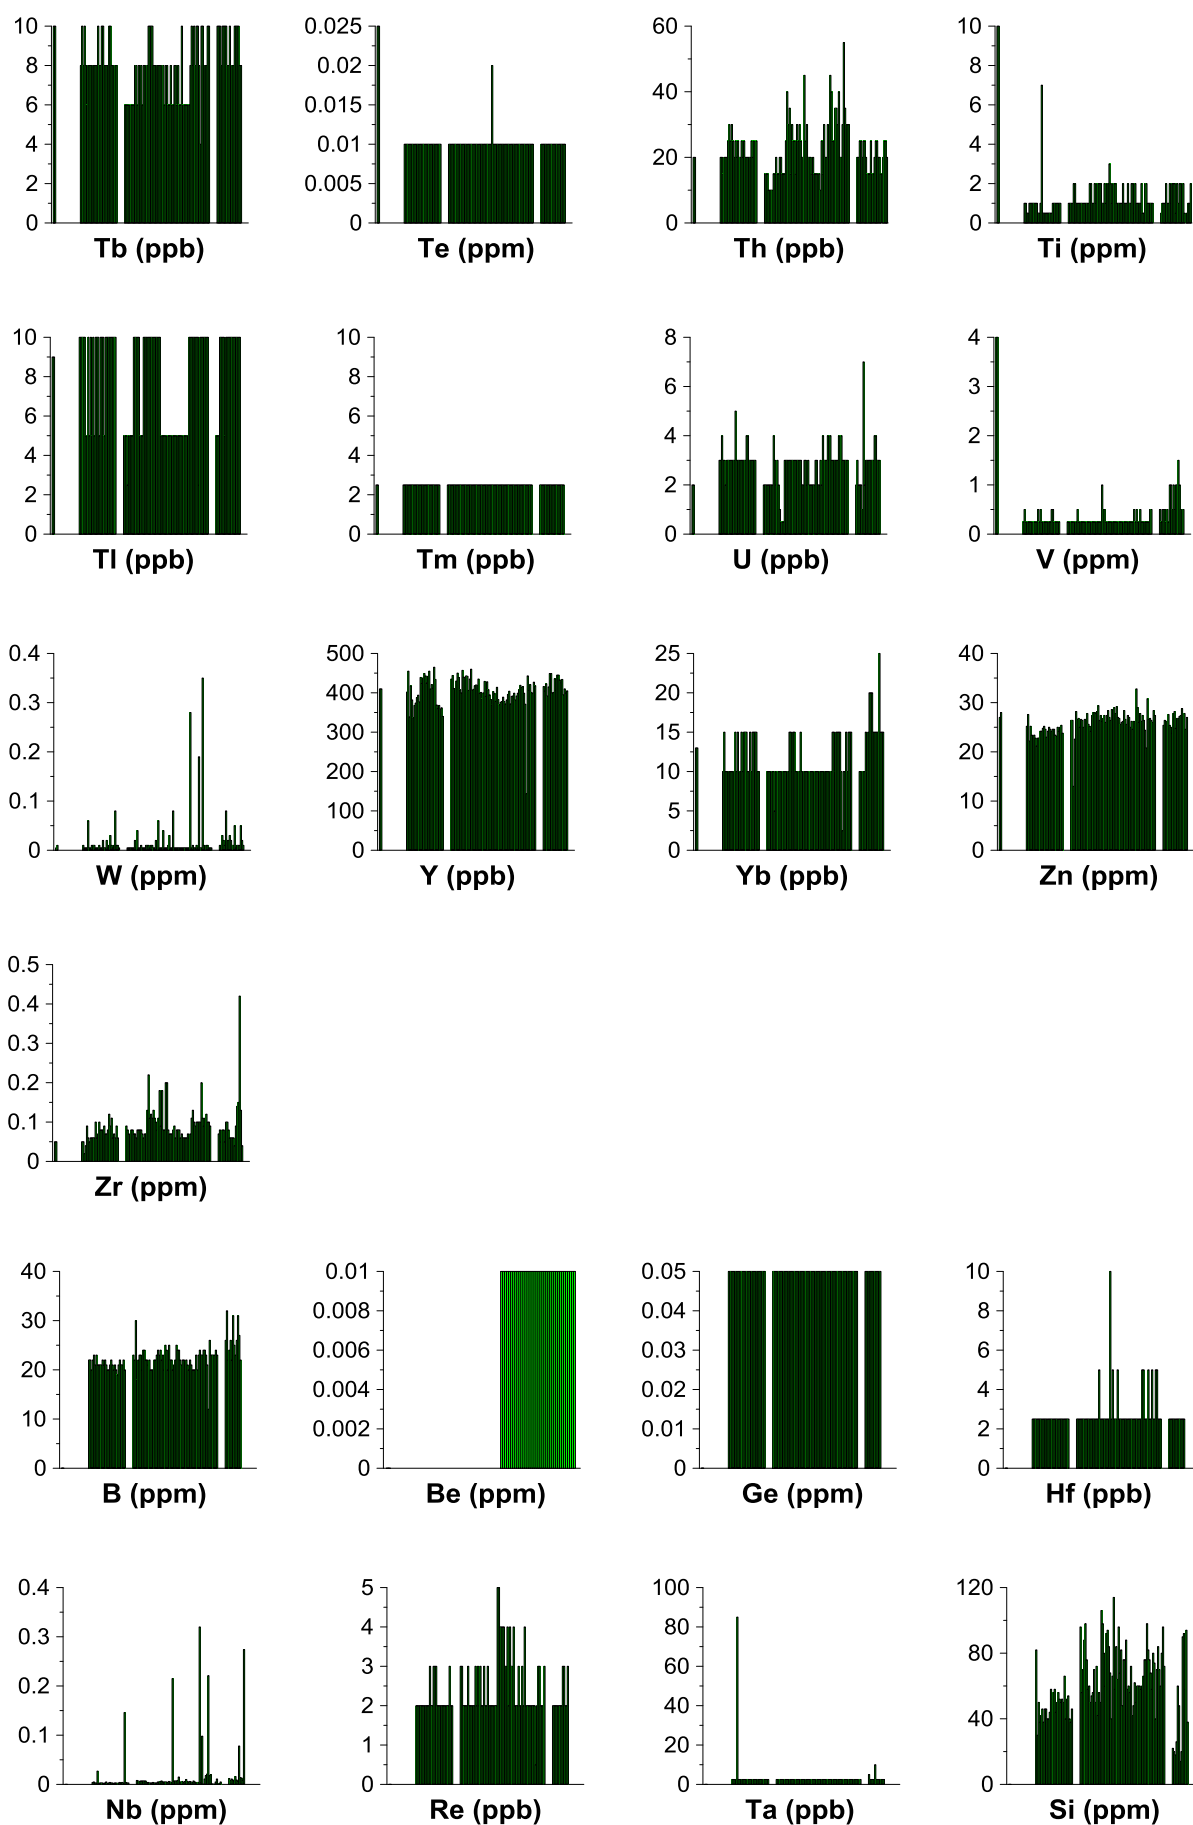 10 0.025 60 10
8 0.02 8
6 0.015 40 6
4 0.01 20 4
2 0.005 2
0 0 0 0
Tb (ppb) Te (ppm) Th (ppb) Ti (ppm)
10 10 8 4
8 8 6 3
6 6 4 2
4 4 2 1
2 2
0 0 0 0
Tl (ppb) Tm (ppb) U (ppb) V (ppm)
0.4 500 25 40
0.3 400 20 30
0.2 300 15 20
0.1 200 10 10
100 5
0 0 0 0
W (ppm) Y (ppb) Yb (ppb) Zn (ppm)
0.5
0.4
0.3
0.2
0.1
0
Zr (ppm)
40 0.01 0.05 10
30 0.008 0.04 8
20 0.006 0.03 6
10 0.004 0.02 4
0.002 0.01 2
0 0 0 0
B (ppm) Be (ppm) Ge (ppm) Hf (ppb)
0.4 5 100 120
0.3 4 80 80
0.2 3 60 40
0.1 2 40
1 20
0 0 0 0
Nb (ppm) Re (ppb) Ta (ppb) Si (ppm)